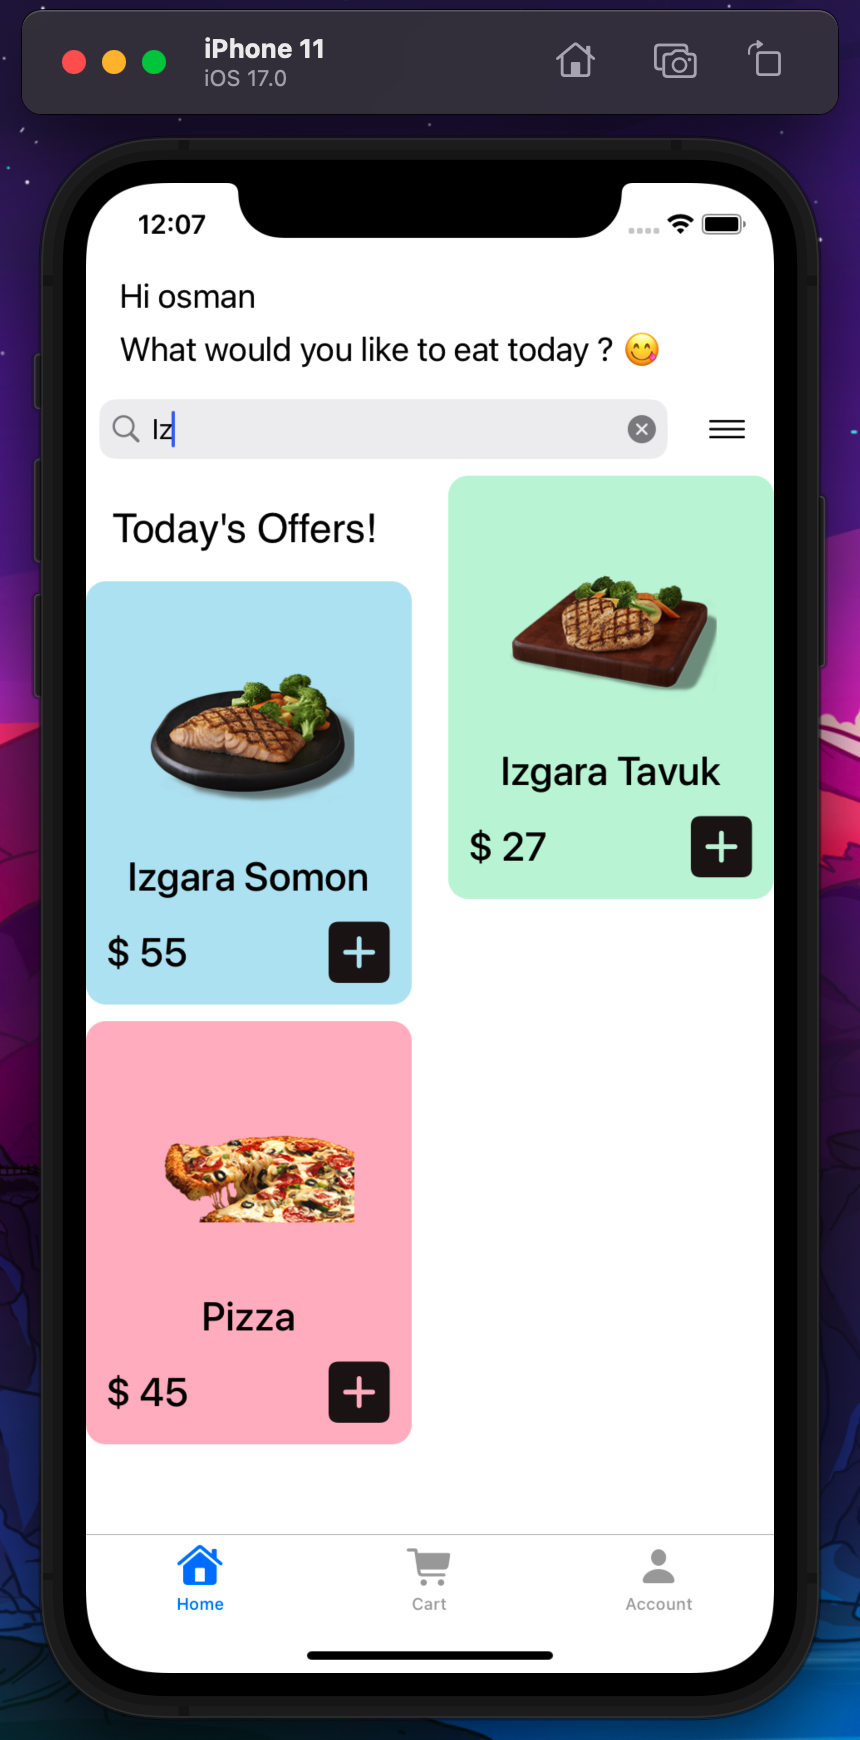 iPhone 11
iOS 17.0
12:07
Hi osman
What would you like to eat today ? 😋
Iz
Today's Offers!
Izgara Tavuk
$ 27
Izgara Somon
$ 55
Pizza
$ 45
Home
Cart
Account